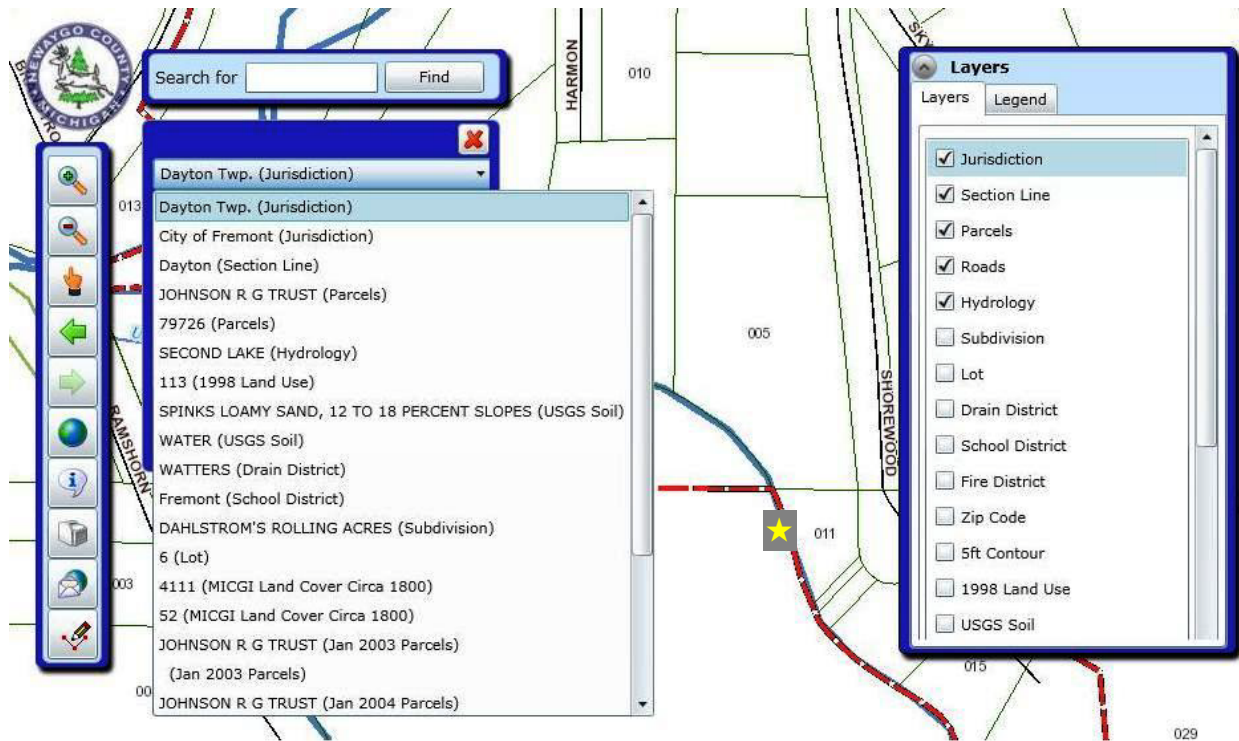 NEWAYGO COUNTY
MICHIGAN
Search for
Find
HARMON
010
Layers
Layers
Legend
Jurisdiction
Section Line
Parcels
Roads
Hydrology
Subdivision
Lot
Drain District
School District
Fire District
Zip Code
5ft Contour
1998 Land Use
USGS Soil
Dayton Twp. (Jurisdiction)
Dayton Twp. (Jurisdiction)
City of Fremont (Jurisdiction)
Dayton (Section Line)
JOHNSON R G TRUST (Parcels)
79726 (Parcels)
SECOND LAKE (Hydrology)
113 (1998 Land Use)
SPINKS LOAMY SAND, 12 TO 18 PERCENT SLOPES (USGS Soil)
WATER (USGS Soil)
WATTERS (Drain District)
Fremont (School District)
DAHLSTROM'S ROLLING ACRES (Subdivision)
6 (Lot)
4111 (MICGI Land Cover Circa 1800)
52 (MICGI Land Cover Circa 1800)
JOHNSON R G TRUST (Jan 2003 Parcels)
(Jan 2003 Parcels)
JOHNSON R G TRUST (Jan 2004 Parcels)
013
005
SHOREWOOD
RAMSHORN
011
003
015
029